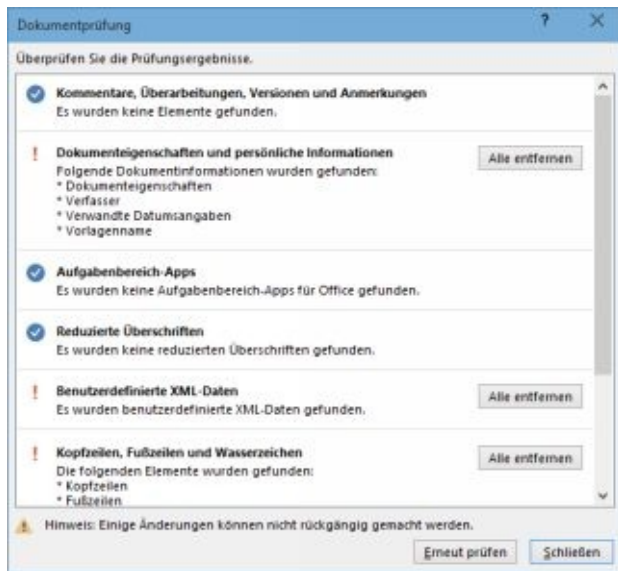 Dokumentprüfung
?
Überprüfen Sie die Prüfungsergebnisse.
Kommentare, Überarbeitungen, Versionen und Anmerkungen
Es wurden keine Elemente gefunden.
! Dokumenteigenschaften und persönliche Informationen
Alle entfernen
Folgende Dokumentinformationen wurden gefunden:
* Dokumenteigenschaften
* Verfasser
* Verwandte Datumsangaben
* Vorlagenname
Aufgabenbereich-Apps
Es wurden keine Aufgabenbereich-Apps für Office gefunden.
Reduzierte Überschriften
Es wurden keine reduzierten Überschriften gefunden.
! Benutzerdefinierte XML-Daten
Alle entfernen
Es wurden benutzerdefinierte XML-Daten gefunden.
! Kopfzeilen, Fußzeilen und Wasserzeichen
Alle entfernen
Die folgenden Elemente wurden gefunden:
* Kopfzeilen
* Fußzeilen
Hinweis: Einige Änderungen können nicht rückgängig gemacht werden.
Erneut prüfen
Schließen